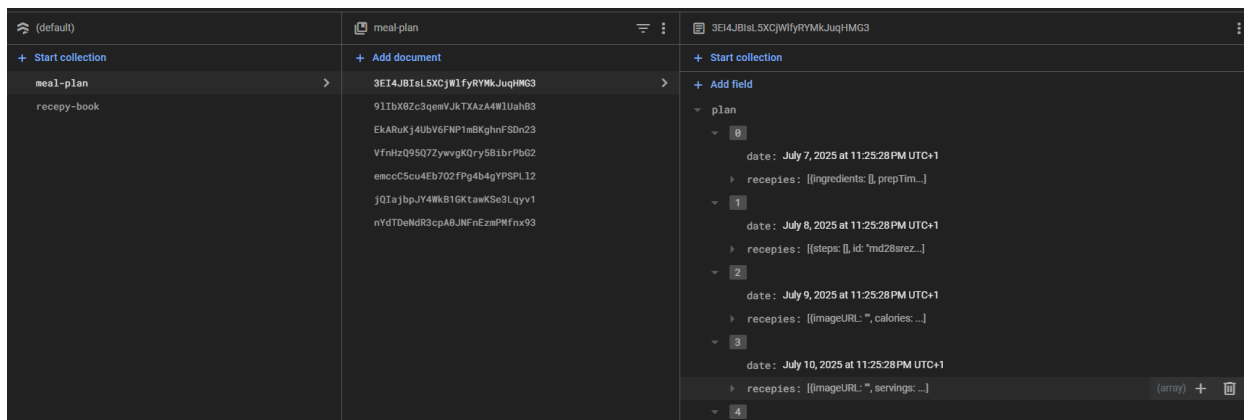 (default)
+ Start collection
meal-plan
recepy-book
meal-plan
+ Add document
3EI4JBIsL5XCjWlfyRYMkJuqHMG3
9lIbX0Zc3qemVJkTXAzA4WlUahB3
EkARuKj4UbV6FNP1mBKghnFSDn23
VfnHzQ95Q7ZywvgKQry5BibrPbG2
emccC5cu4Eb7O2fPg4b4gYPSPLl2
jQIajbpJY4WkB1GKtawKSe3Lqyv1
nYdTDeNdR3cpA0JNFnEzmPMfnx93
3EI4JBIsL5XCjWlfyRYMkJuqHMG3
+ Start collection
+ Add field
plan
0
date: July 7, 2025 at 11:25:28 PM UTC+1
recepies: [{ingredients: [], prepTim...]
1
date: July 8, 2025 at 11:25:28 PM UTC+1
recepies: [{steps: [], id: "md28srez...]
2
date: July 9, 2025 at 11:25:28 PM UTC+1
recepies: [{imageURL: "", calories: ...]
3
date: July 10, 2025 at 11:25:28 PM UTC+1
recepies: [{imageURL: "", servings: ...] (array) +
4